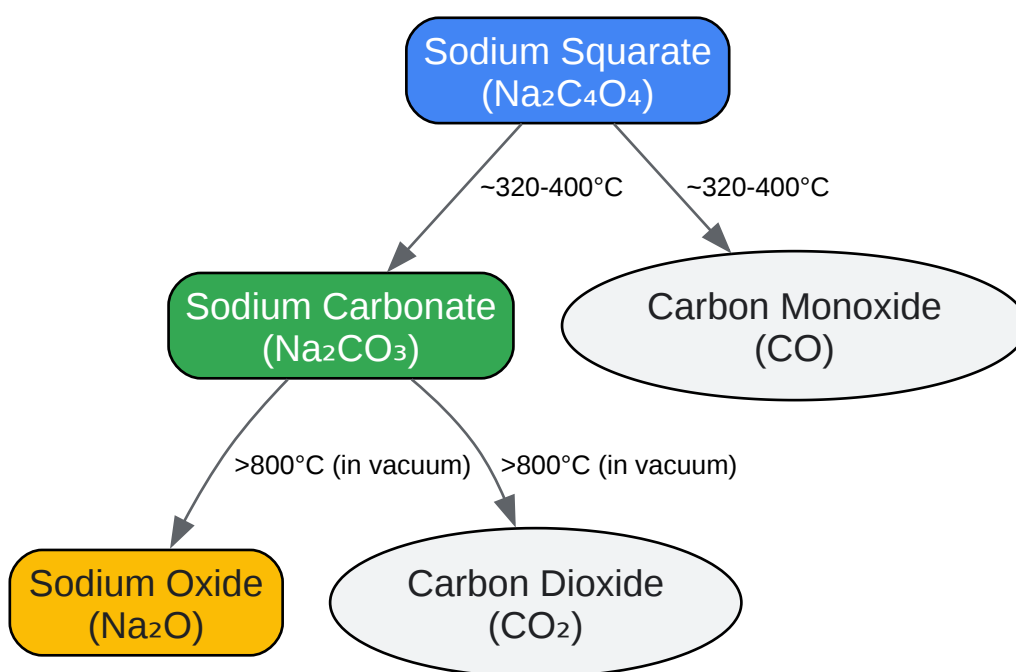 Sodium Squarate
(Na₂C₄O₄)
~320-400°C
~320-400°C
Sodium Carbonate
(Na₂CO₃)
Carbon Monoxide
(CO)
>800°C (in vacuum)
>800°C (in vacuum)
Sodium Oxide
(Na₂O)
Carbon Dioxide
(CO₂)